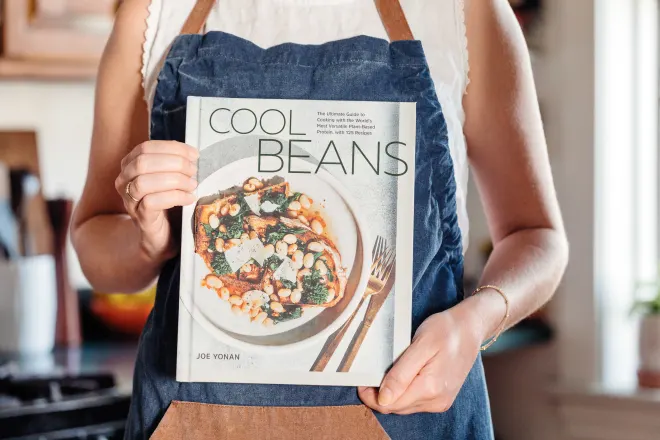 COOL
BEANS
The Ultimate Guide to
Cooking with the World's
Most Versatile Plant-Based
Protein, with 125 Recipes
JOE YONAN